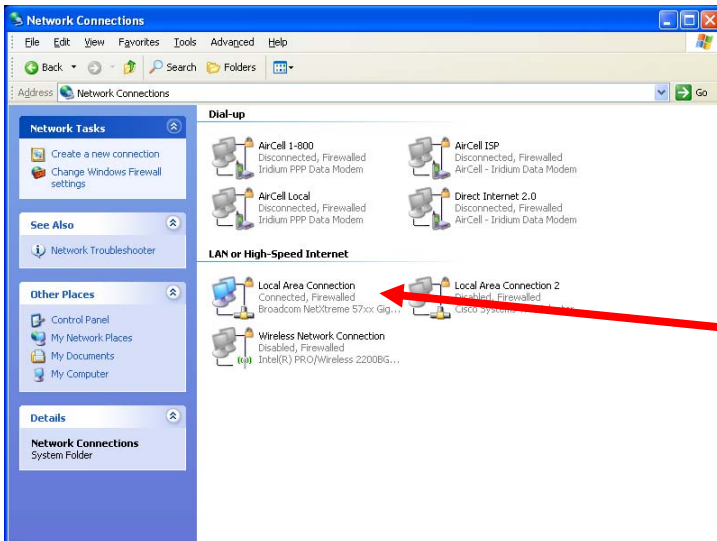 Network Connections
File Edit View Favorites Tools Advanced Help
Back Search Folders
Address Network Connections Go
Network Tasks
Create a new connection
Change Windows Firewall
settings
See Also
Network Troubleshooter
Other Places
Control Panel
My Network Places
My Documents
My Computer
Details
Network Connections
System Folder
Dial-up
AirCell 1-800
Disconnected, Firewalled
Iridium PPP Data Modem
AirCell ISP
Disconnected, Firewalled
AirCell - Iridium Data Modem
AirCell Local
Disconnected, Firewalled
Iridium PPP Data Modem
Direct Internet 2.0
Disconnected, Firewalled
AirCell - Iridium Data Modem
LAN or High-Speed Internet
Local Area Connection
Connected, Firewalled
Broadcom NetXtreme 57xx Gig...
Local Area Connection 2
Disabled, Firewalled
Cisco Systems
Wireless Network Connection
Disabled, Firewalled
Intel(R) PRO/Wireless 2200BG...